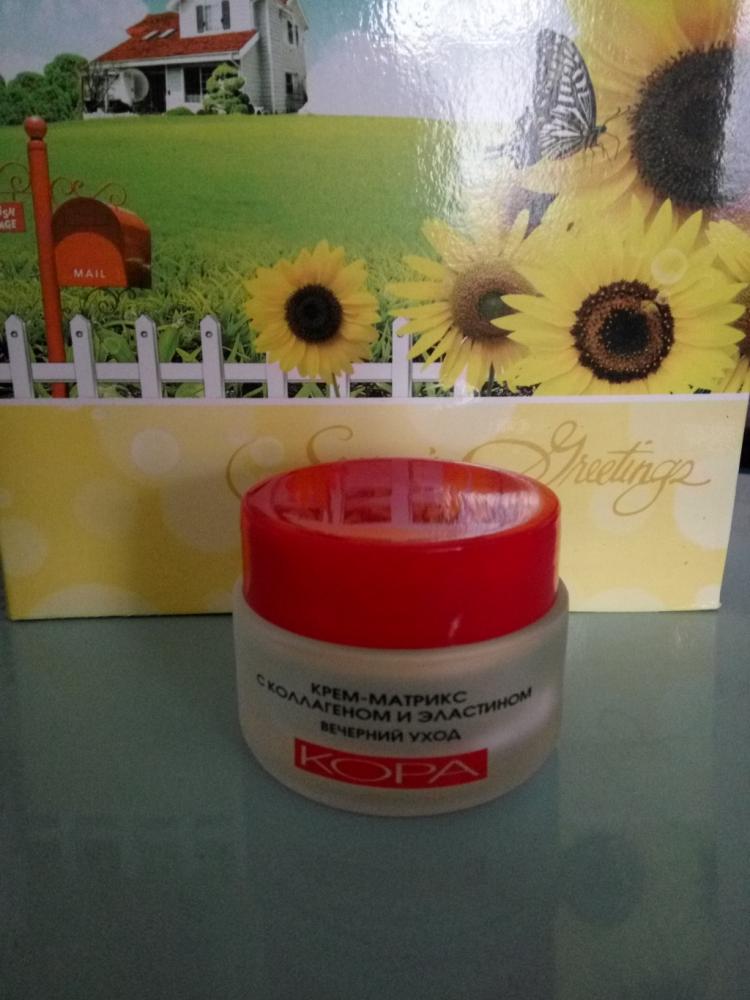 MAIL
Greetings
КРЕМ-МАТРИКС
С КОЛЛАГЕНОМ И ЭЛАСТИНОМ
ВЕЧЕРНИЙ УХОД
КОРА